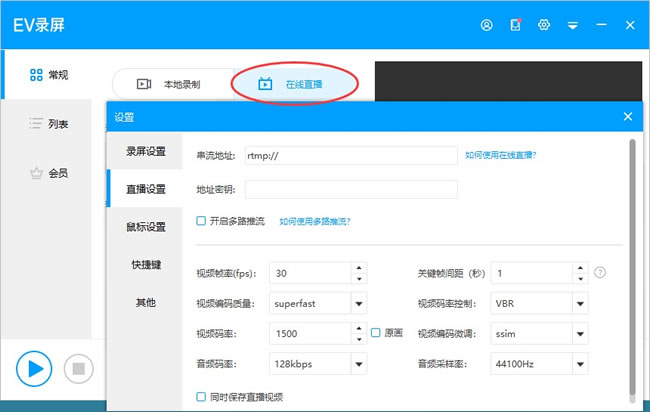 EV录屏
常规
本地录制
在线直播
列表
会员
设置
录屏设置
直播设置
鼠标设置
快捷键
其他
串流地址: rtmp:// 如何使用在线直播?
地址密钥:
开启多路推流 如何使用多路推流?
视频帧率(fps): 30 关键帧间距（秒）: 1 ?
视频编码质量: superfast 视频码率控制: VBR
视频码率: 1500 原画 视频编码微调: ssim
音频码率: 128kbps 音频采样率: 44100Hz
同时保存直播视频